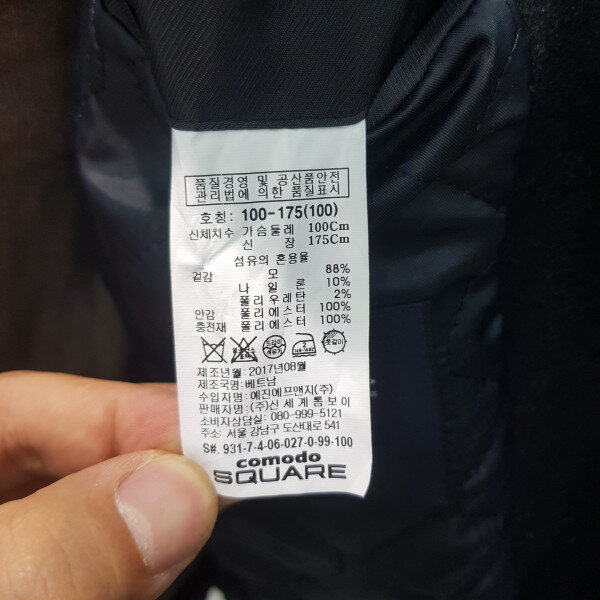 품질경영 및 공산품안전
관리법에 의한 품질표시
호칭: 100-175(100)
신체치수 가슴둘레 100Cm
신 장 175Cm
섬유의 혼용율
겉감 모 88%
나 일 론 10%
폴리우레탄 2%
안감 폴리에스터 100%
충전재 폴리에스터 100%
제조년월: 2017년08월
제조국명: 베트남
수입자명: 예진에프앤지(주)
판매자명: (주)신세계톰보이
소비자상담실: 080-999-5121
주소: 서울 강남구 도산대로 541
S#. 931-7-4-06-027-0-99-100
comodo
SQUARE